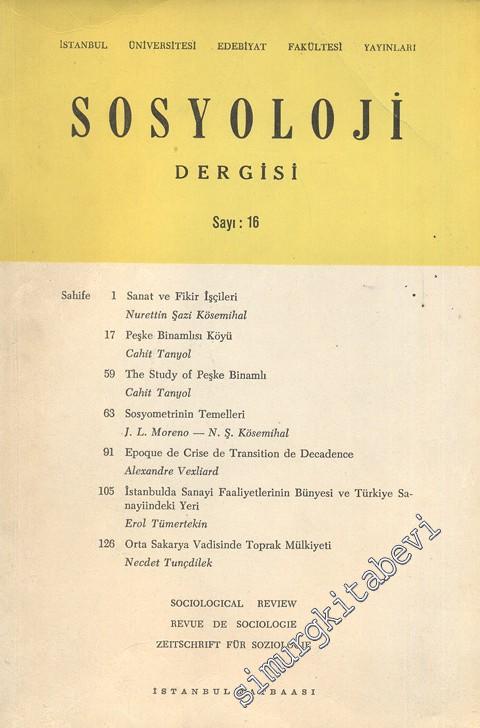 İSTANBUL ÜNİVERSİTESİ EDEBİYAT FAKÜLTESİ YAYINLARI
SOSYOLOJİ
DERGİSİ
Sayı : 16
Sahife 1 Sanat ve Fikir İşçileri
Nurettin Şazi Kösemihal
17 Peşke Binamlısı Köyü
Cahit Tanyol
59 The Study of Peşke Binamlı
Cahit Tanyol
63 Sosyometrinin Temelleri
J. L. Moreno — N. Ş. Kösemihal
91 Epoque de Crise de Transition de Decadence
Alexandre Vexliard
105 İstanbulda Sanayi Faaliyetlerinin Bünyesi ve Türkiye Sa-
nayiindeki Yeri
Erol Tümertekin
126 Orta Sakarya Vadisinde Toprak Mülkiyeti
Necdet Tunçdilek
SOCIOLOGICAL REVIEW
REVUE DE SOCIOLOGIE
ZEITSCHRIFT FÜR SOZIOLOGIE
İSTANBUL
simurgkitabevi